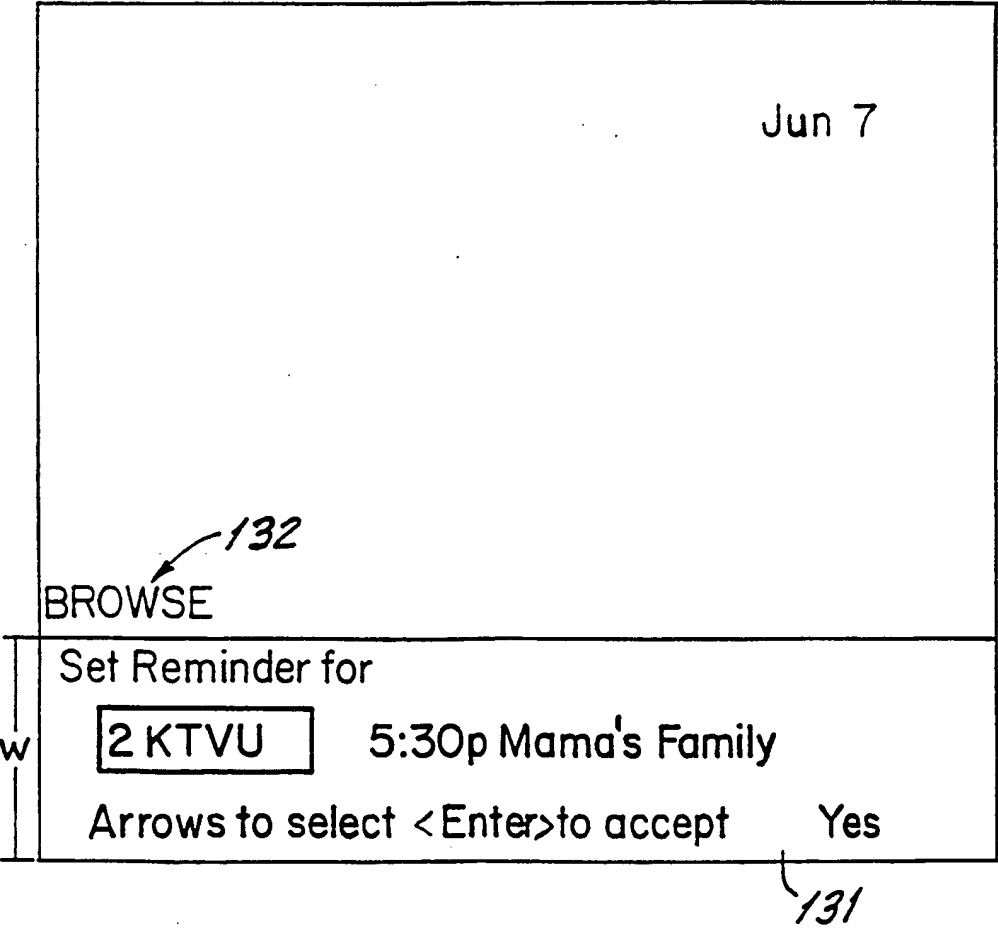 Jun 7
132
BROWSE
Set Reminder for
W
2 KTVU 5:30p Mama's Family
Arrows to select <Enter>to accept Yes
131